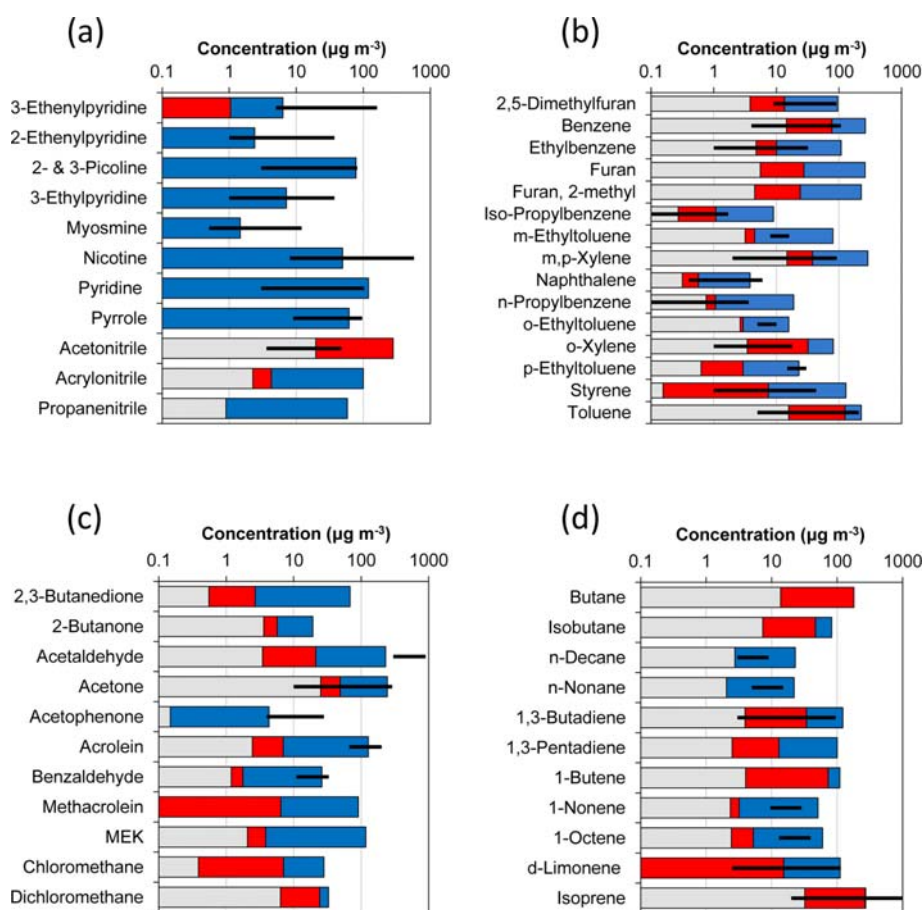 (a)
Concentration (µg m⁻³)
0.1 1 10 100 1000
3-Ethenylpyridine
2-Ethenylpyridine
2- & 3-Picoline
3-Ethylpyridine
Myosmine
Nicotine
Pyridine
Pyrrole
Acetonitrile
Acrylonitrile
Propanenitrile
(b)
Concentration (µg m⁻³)
0.1 1 10 100 1000
2,5-Dimethylfuran
Benzene
Ethylbenzene
Furan
Furan, 2-methyl
Iso-Propylbenzene
m-Ethyltoluene
m,p-Xylene
Naphthalene
n-Propylbenzene
o-Ethyltoluene
o-Xylene
p-Ethyltoluene
Styrene
Toluene
(c)
Concentration (µg m⁻³)
0.1 1 10 100 1000
2,3-Butanedione
2-Butanone
Acetaldehyde
Acetone
Acetophenone
Acrolein
Benzaldehyde
Methacrolein
MEK
Chloromethane
Dichloromethane
(d)
Concentration (µg m⁻³)
0.1 1 10 100 1000
Butane
Isobutane
n-Decane
n-Nonane
1,3-Butadiene
1,3-Pentadiene
1-Butene
1-Nonene
1-Octene
d-Limonene
Isoprene